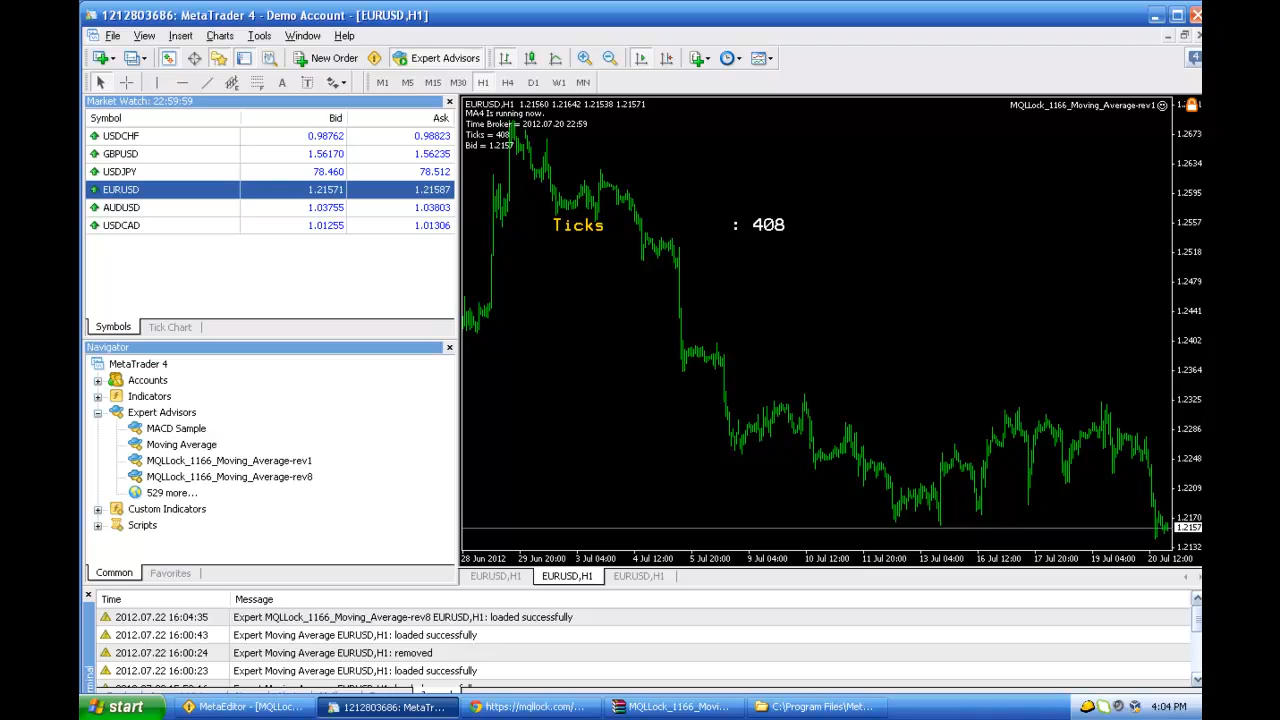 1212803686: MetaTrader 4 - Demo Account - [EURUSD,H1]
File View Insert Charts Tools Window Help
New Order Expert Advisors
M1 M5 M15 M30 H1 H4 D1 W1 MN
Market Watch: 22:59:59
Symbol Bid Ask
USDCHF 0.98762 0.98823
GBPUSD 1.56170 1.56235
USDJPY 78.460 78.512
EURUSD 1.21571 1.21587
AUDUSD 1.03755 1.03803
USDCAD 1.01255 1.01306
Symbols Tick Chart
Navigator
MetaTrader 4
Accounts
Indicators
Expert Advisors
MACD Sample
Moving Average
MQLLock_1166_Moving_Average-rev1
MQLLock_1166_Moving_Average-rev8
529 more...
Custom Indicators
Scripts
Common Favorites
EURUSD,H1 1.21560 1.21642 1.21538 1.21571
MA4 Is running now.
Time Broker = 2012.07.20 22:59
Ticks = 408
Bid = 1.2157
MQLLock_1166_Moving_Average-rev1
Ticks : 408
1.2673
1.2634
1.2595
1.2557
1.2518
1.2479
1.2441
1.2402
1.2364
1.2325
1.2286
1.2248
1.2209
1.2170
1.2157
1.2132
28 Jun 2012 29 Jun 20:00 3 Jul 04:00 4 Jul 12:00 5 Jul 20:00 9 Jul 04:00 10 Jul 12:00 11 Jul 20:00 13 Jul 04:00 16 Jul 12:00 17 Jul 20:00 19 Jul 04:00 20 Jul 12:00
EURUSD,H1 EURUSD,H1 EURUSD,H1
Time Message
2012.07.22 16:04:35 Expert MQLLock_1166_Moving_Average-rev8 EURUSD,H1: loaded successfully
2012.07.22 16:00:43 Expert Moving Average EURUSD,H1: loaded successfully
2012.07.22 16:00:24 Expert Moving Average EURUSD,H1: removed
2012.07.22 16:00:23 Expert Moving Average EURUSD,H1: loaded successfully
start MetaEditor - [MQLLoc... 1212803686: MetaTr... https://mqllock.com/... MQLLock_1166_Movi... C:\Program Files\Met... 4:04 PM